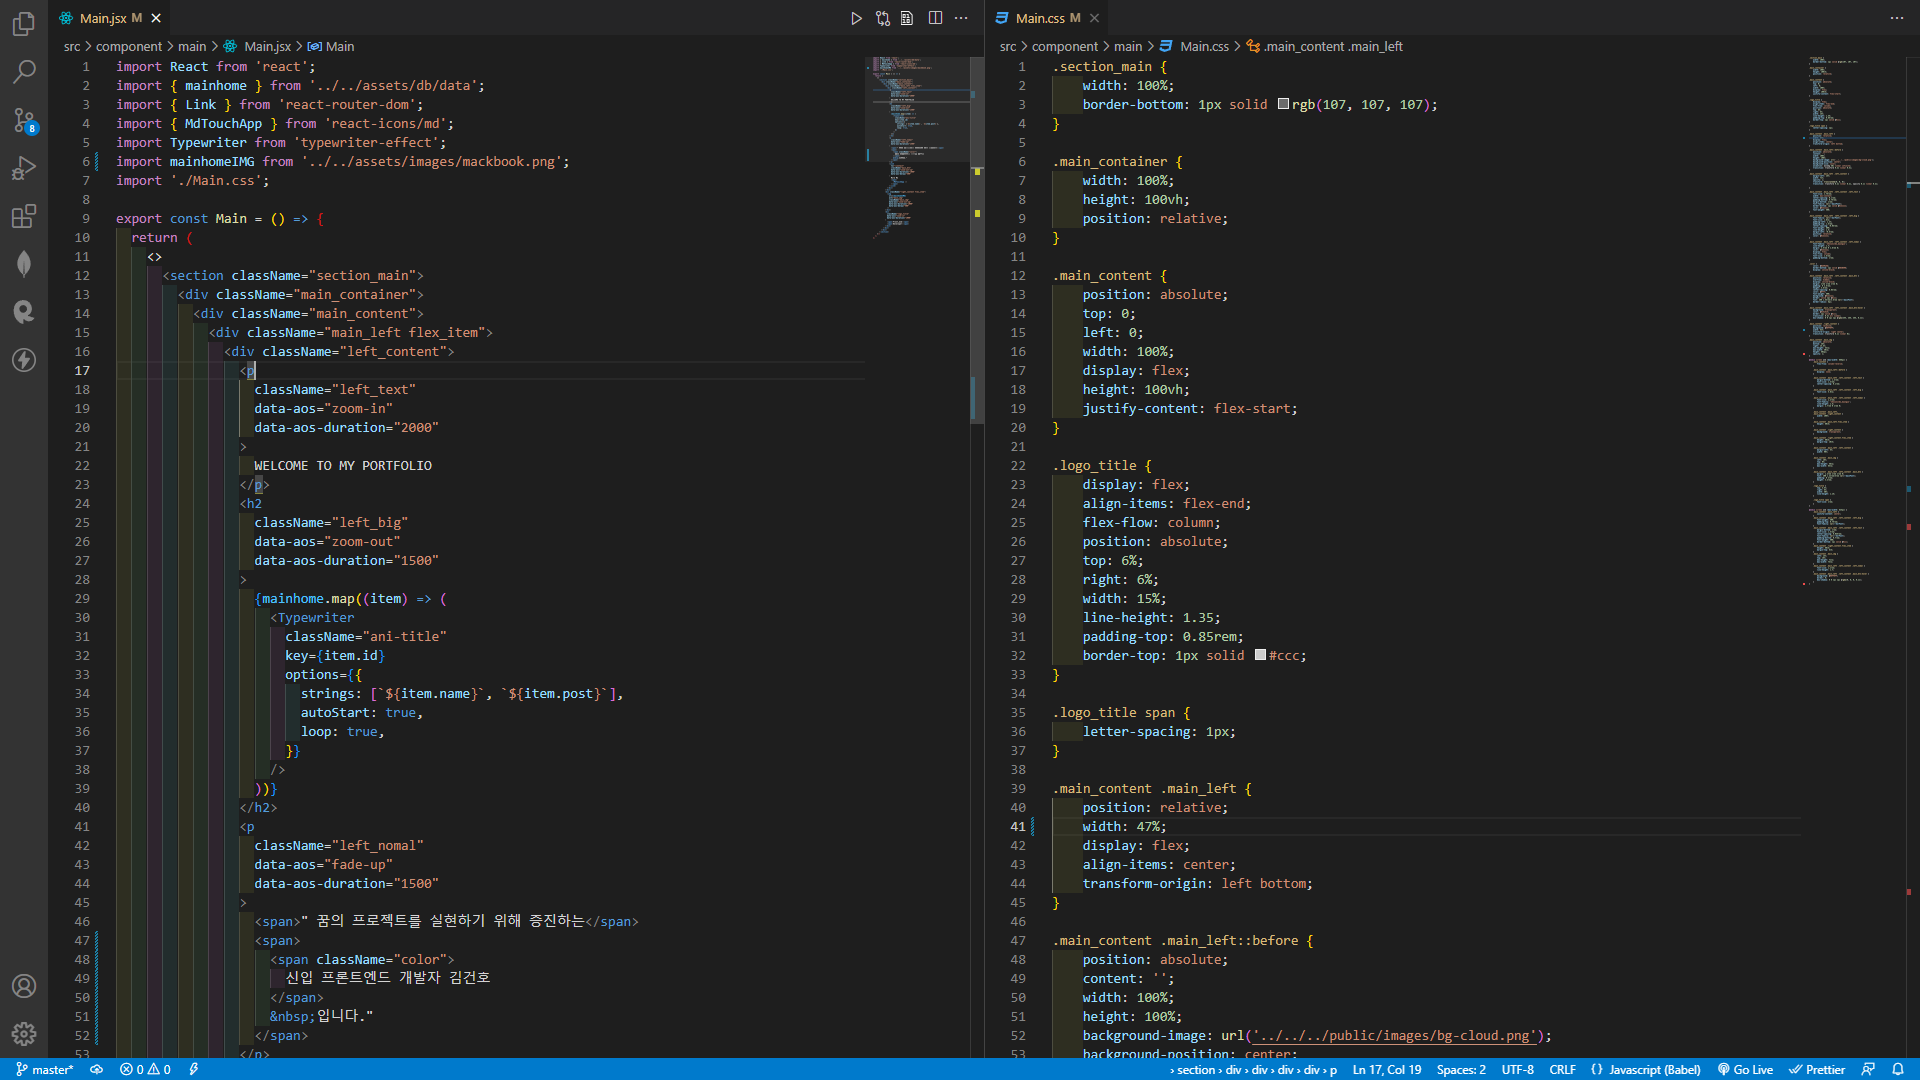 Main.jsx M
src > component > main > Main.jsx > Main
1 import React from 'react';
2 import { mainhome } from '../../assets/db/data';
3 import { Link } from 'react-router-dom';
4 import { MdTouchApp } from 'react-icons/md';
5 import Typewriter from 'typewriter-effect';
6 import mainhomeIMG from '../../assets/images/mackbook.png';
7 import './Main.css';
8
9 export const Main = () => {
10 return (
11 <>
12 <section className="section_main">
13 <div className="main_container">
14 <div className="main_content">
15 <div className="main_left flex_item">
16 <div className="left_content">
17 <p
18 className="left_text"
19 data-aos="zoom-in"
20 data-aos-duration="2000"
21 >
22 WELCOME TO MY PORTFOLIO
23 </p>
24 <h2
25 className="left_big"
26 data-aos="zoom-out"
27 data-aos-duration="1500"
28 >
29 {mainhome.map((item) => (
30 <Typewriter
31 className="ani-title"
32 key={item.id}
33 options={{
34 strings: [`${item.name}`, `${item.post}`],
35 autoStart: true,
36 loop: true,
37 }}
38 />
39 ))}
40 </h2>
41 <p
42 className="left_nomal"
43 data-aos="fade-up"
44 data-aos-duration="1500"
45 >
46 <span>" 꿈의 프로젝트를 실현하기 위해 증진하는</span>
47 <span>
48 <span className="color">
49 신입 프론트엔드 개발자 김건호
50 </span>
51 &nbsp;입니다."
52 </span>
53 </p>
Main.css M
src > component > main > Main.css > .main_content .main_left
1 .section_main {
2 width: 100%;
3 border-bottom: 1px solid rgb(107, 107, 107);
4 }
5
6 .main_container {
7 width: 100%;
8 height: 100vh;
9 position: relative;
10 }
11
12 .main_content {
13 position: absolute;
14 top: 0;
15 left: 0;
16 width: 100%;
17 display: flex;
18 height: 100vh;
19 justify-content: flex-start;
20 }
21
22 .logo_title {
23 display: flex;
24 align-items: flex-end;
25 flex-flow: column;
26 position: absolute;
27 top: 6%;
28 right: 6%;
29 width: 15%;
30 line-height: 1.35;
31 padding-top: 0.85rem;
32 border-top: 1px solid #ccc;
33 }
34
35 .logo_title span {
36 letter-spacing: 1px;
37 }
38
39 .main_content .main_left {
40 position: relative;
41 width: 47%;
42 display: flex;
43 align-items: center;
44 transform-origin: left bottom;
45 }
46
47 .main_content .main_left::before {
48 position: absolute;
49 content: '';
50 width: 100%;
51 height: 100%;
52 background-image: url('../../../public/images/bg-cloud.png');
53 background-position: center;
8
master* 0 0 › section › div › div › div › div › p Ln 17, Col 19 Spaces: 2 UTF-8 CRLF {} Javascript (Babel) Go Live Prettier